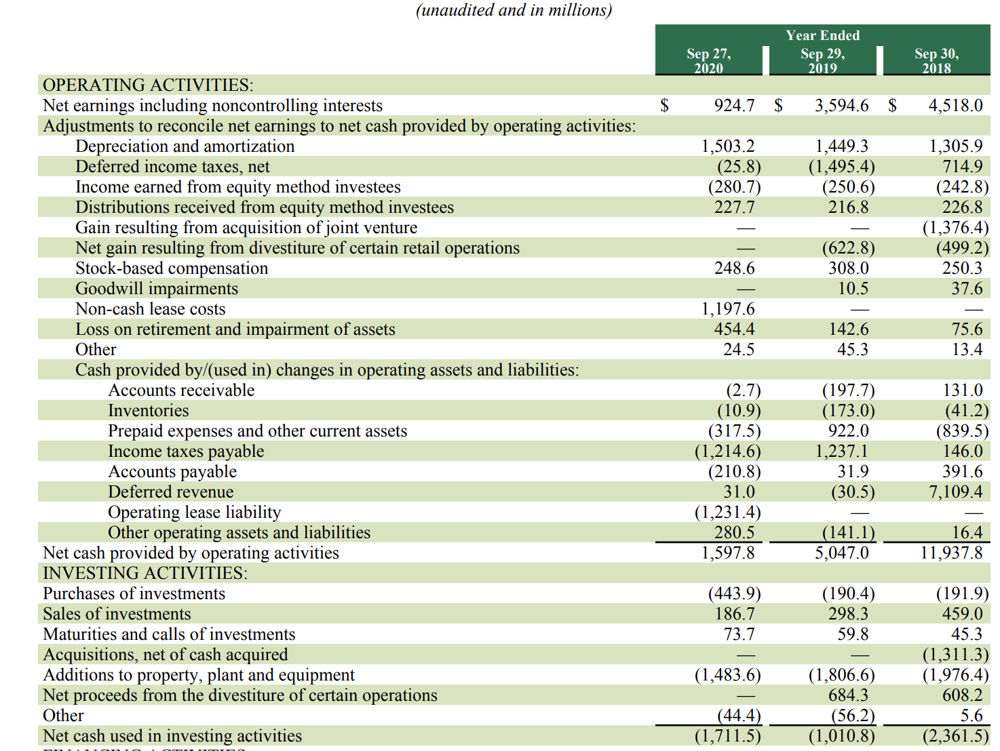 (unaudited and in millions)
Year Ended
Sep 27, 2020 Sep 29, 2019 Sep 30, 2018
OPERATING ACTIVITIES:
Net earnings including noncontrolling interests $ 924.7 $ 3,594.6 $ 4,518.0
Adjustments to reconcile net earnings to net cash provided by operating activities:
Depreciation and amortization 1,503.2 1,449.3 1,305.9
Deferred income taxes, net (25.8) (1,495.4) 714.9
Income earned from equity method investees (280.7) (250.6) (242.8)
Distributions received from equity method investees 227.7 216.8 226.8
Gain resulting from acquisition of joint venture — — (1,376.4)
Net gain resulting from divestiture of certain retail operations — (622.8) (499.2)
Stock-based compensation 248.6 308.0 250.3
Goodwill impairments — 10.5 37.6
Non-cash lease costs 1,197.6 — —
Loss on retirement and impairment of assets 454.4 142.6 75.6
Other 24.5 45.3 13.4
Cash provided by/(used in) changes in operating assets and liabilities:
Accounts receivable (2.7) (197.7) 131.0
Inventories (10.9) (173.0) (41.2)
Prepaid expenses and other current assets (317.5) 922.0 (839.5)
Income taxes payable (1,214.6) 1,237.1 146.0
Accounts payable (210.8) 31.9 391.6
Deferred revenue 31.0 (30.5) 7,109.4
Operating lease liability (1,231.4) — —
Other operating assets and liabilities 280.5 (141.1) 16.4
Net cash provided by operating activities 1,597.8 5,047.0 11,937.8
INVESTING ACTIVITIES:
Purchases of investments (443.9) (190.4) (191.9)
Sales of investments 186.7 298.3 459.0
Maturities and calls of investments 73.7 59.8 45.3
Acquisitions, net of cash acquired — — (1,311.3)
Additions to property, plant and equipment (1,483.6) (1,806.6) (1,976.4)
Net proceeds from the divestiture of certain operations — 684.3 608.2
Other (44.4) (56.2) 5.6
Net cash used in investing activities (1,711.5) (1,010.8) (2,361.5)